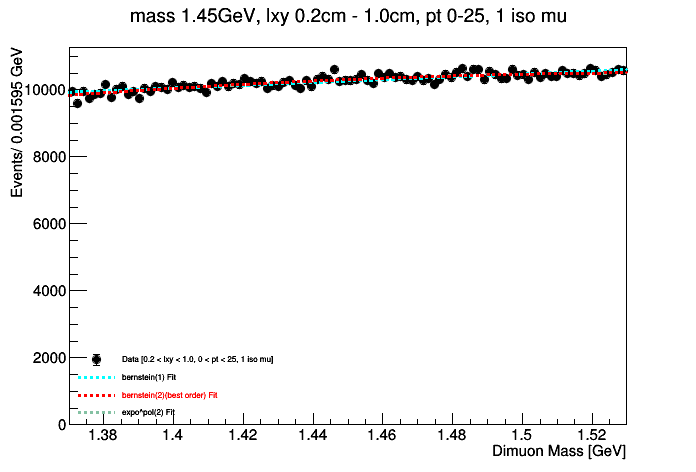 mass 1.45GeV, lxy 0.2cm - 1.0cm, pt 0-25, 1 iso mu
Events/ 0.001595 GeV
10000
8000
6000
4000
2000
0
Data [0.2 < lxy < 1.0, 0 < pt < 25, 1 iso mu]
bernstein(1) Fit
bernstein(2)(best order) Fit
expo*pol(2) Fit
1.38 1.4 1.42 1.44 1.46 1.48 1.5 1.52
Dimuon Mass [GeV]